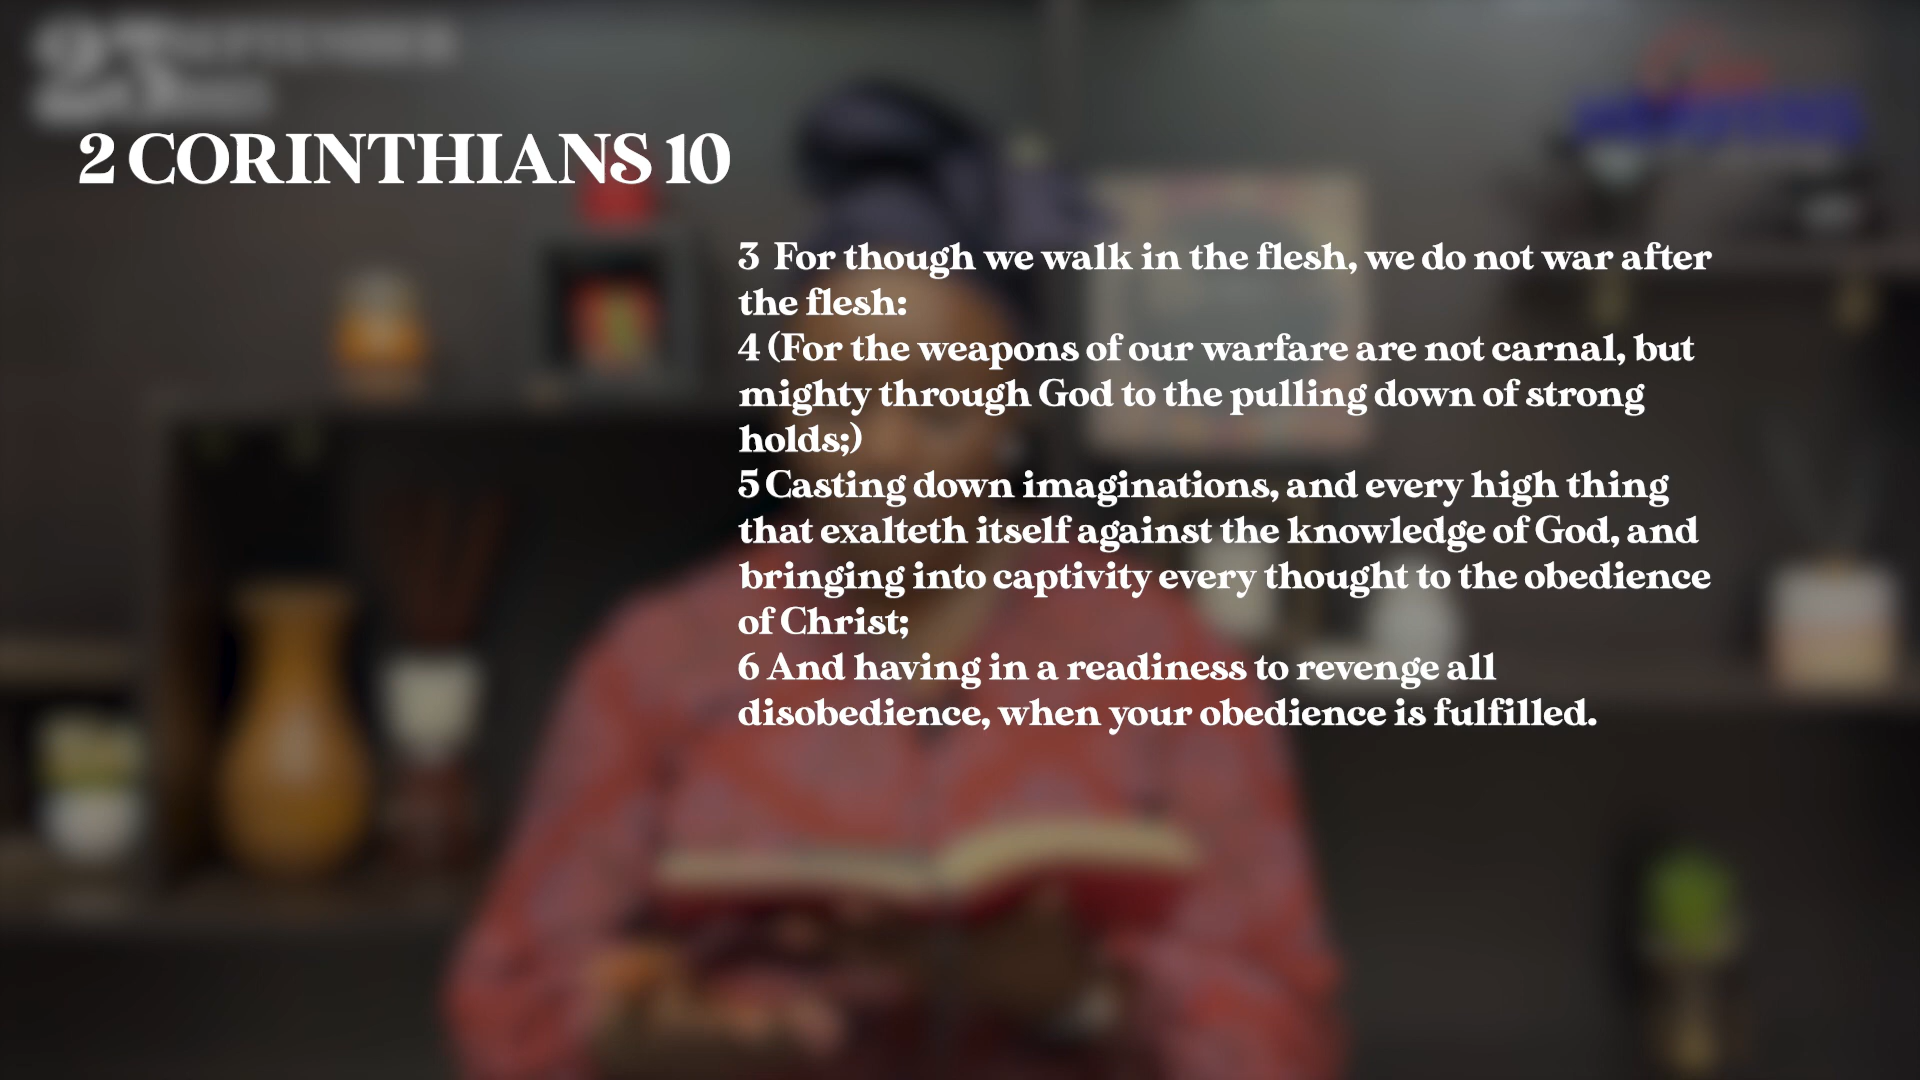 2 CORINTHIANS 10
3 For though we walk in the flesh, we do not war after
the flesh:
4 (For the weapons of our warfare are not carnal, but
mighty through God to the pulling down of strong
holds;)
5 Casting down imaginations, and every high thing
that exalteth itself against the knowledge of God, and
bringing into captivity every thought to the obedience
of Christ;
6 And having in a readiness to revenge all
disobedience, when your obedience is fulfilled.